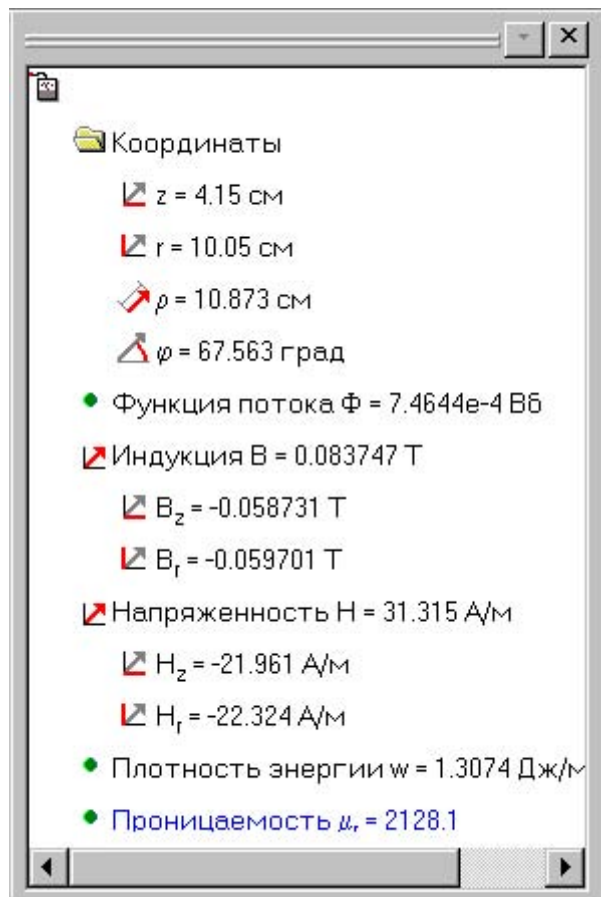 Координаты
z = 4.15 см
r = 10.05 см
ρ = 10.873 см
φ = 67.563 град
Функция потока Φ = 7.4644e-4 Вб
Индукция B = 0.083747 Т
Bz = -0.058731 Т
Br = -0.059701 Т
Напряженность H = 31.315 А/м
Hz = -21.961 А/м
Hr = -22.324 А/м
Плотность энергии w = 1.3074 Дж/м
Проницаемость μr = 2128.1